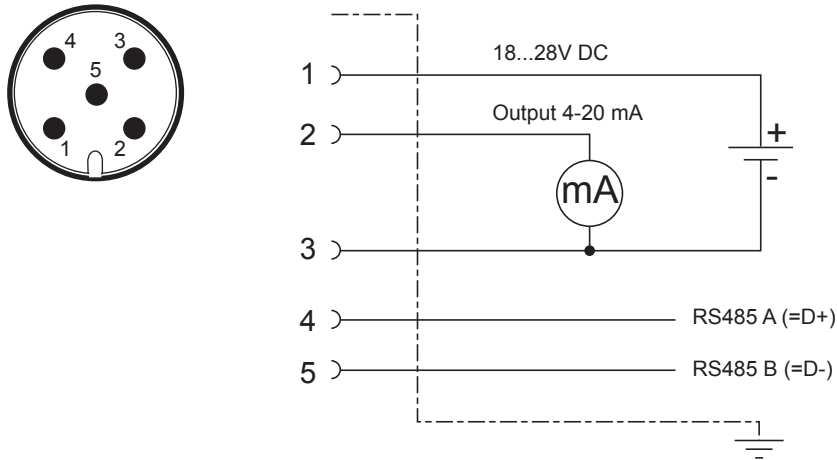 4 3
5
1 2
1 18...28V DC
2 Output 4-20 mA
+
-
mA
3
4 RS485 A (=D+)
5 RS485 B (=D-)